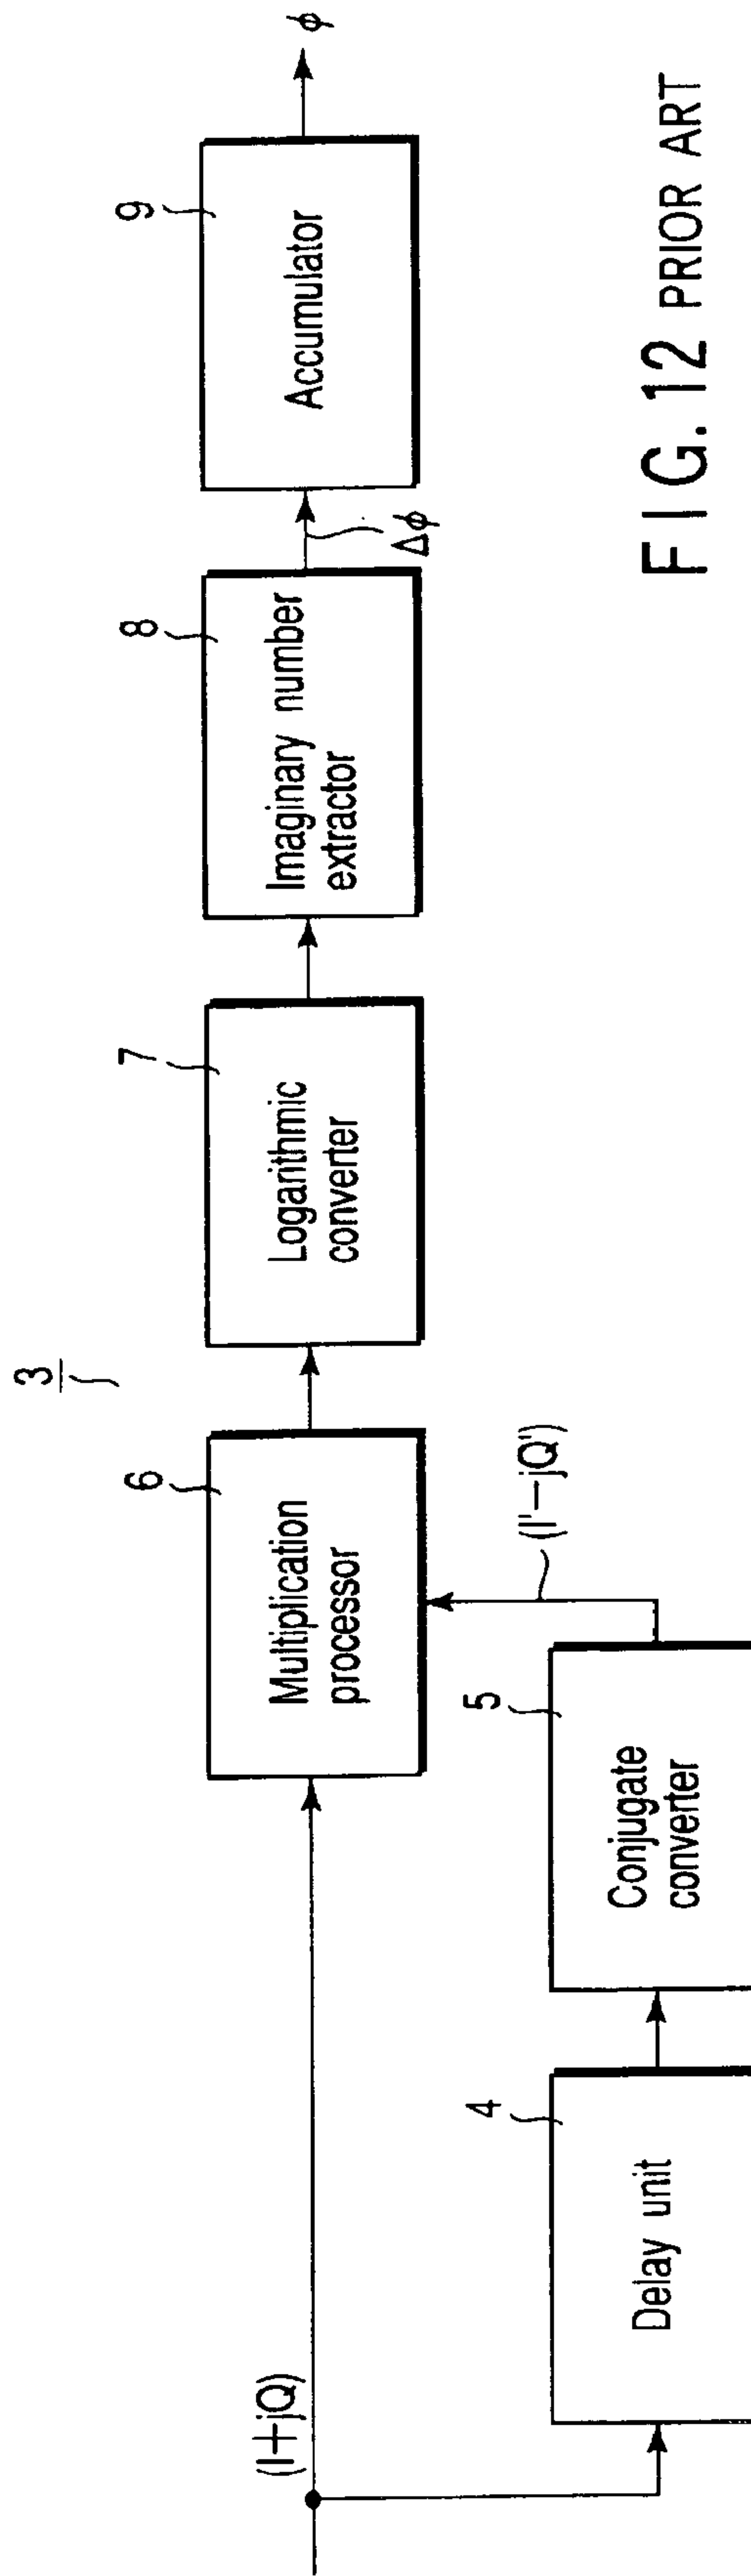 3
(I+jQ)
6
Multiplication
processor
7
Logarithmic
converter
8
Imaginary number
extractor
Δϕ
9
Accumulator
ϕ
4
Delay unit
5
Conjugate
converter
(I'−jQ')
FIG. 12 PRIOR ART